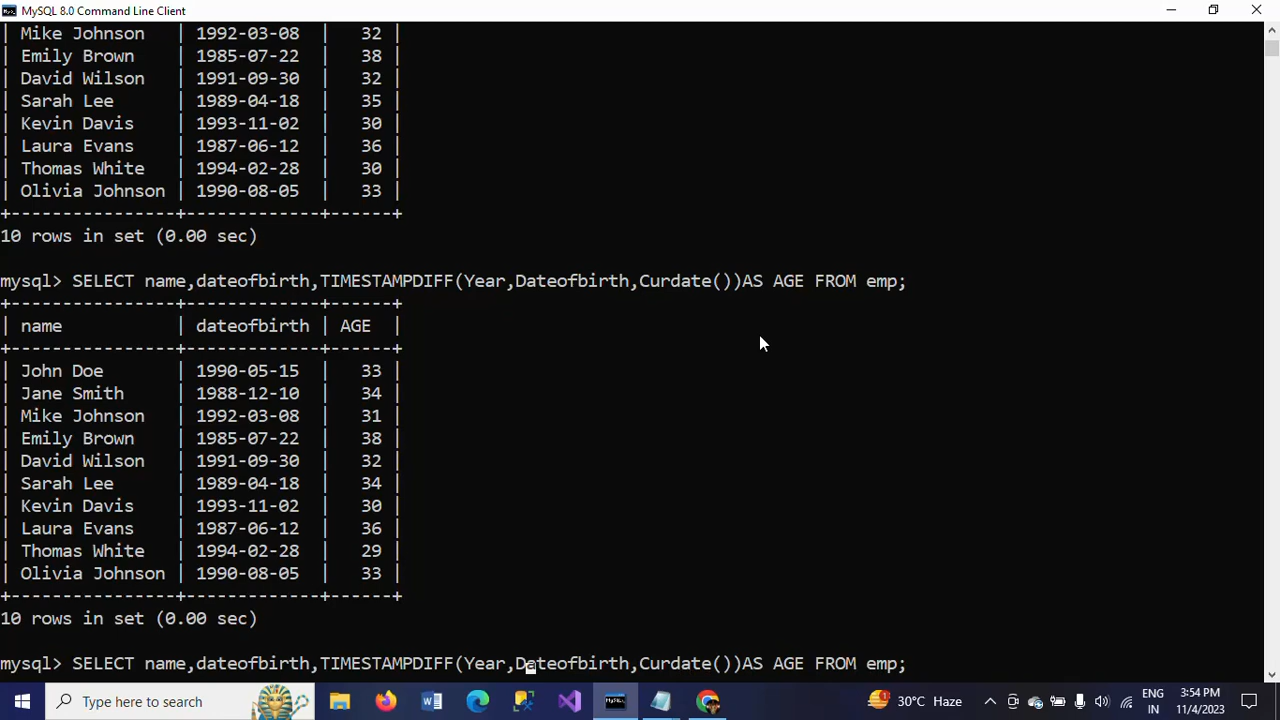 MySQL 8.0 Command Line Client
| Mike Johnson   | 1992-03-08  |   32 |
| Emily Brown    | 1985-07-22  |   38 |
| David Wilson   | 1991-09-30  |   32 |
| Sarah Lee      | 1989-04-18  |   35 |
| Kevin Davis    | 1993-11-02  |   30 |
| Laura Evans    | 1987-06-12  |   36 |
| Thomas White   | 1994-02-28  |   30 |
| Olivia Johnson | 1990-08-05  |   33 |
+----------------+-------------+------+
10 rows in set (0.00 sec)
mysql> SELECT name,dateofbirth,TIMESTAMPDIFF(Year,Dateofbirth,Curdate())AS AGE FROM emp;
+----------------+-------------+------+
| name           | dateofbirth | AGE  |
+----------------+-------------+------+
| John Doe       | 1990-05-15  |   33 |
| Jane Smith     | 1988-12-10  |   34 |
| Mike Johnson   | 1992-03-08  |   31 |
| Emily Brown    | 1985-07-22  |   38 |
| David Wilson   | 1991-09-30  |   32 |
| Sarah Lee      | 1989-04-18  |   34 |
| Kevin Davis    | 1993-11-02  |   30 |
| Laura Evans    | 1987-06-12  |   36 |
| Thomas White   | 1994-02-28  |   29 |
| Olivia Johnson | 1990-08-05  |   33 |
+----------------+-------------+------+
10 rows in set (0.00 sec)
mysql> SELECT name,dateofbirth,TIMESTAMPDIFF(Year,Dateofbirth,Curdate())AS AGE FROM emp;
Type here to search
1
30°C Haze
ENG
IN
3:54 PM
11/4/2023